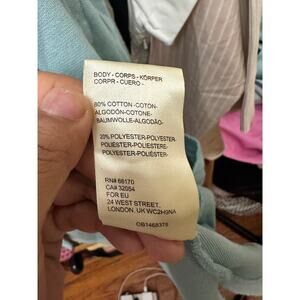 BODY - CORPS - KÖRPER
CORPR - CUERO -
80% COTTON -COTON-
ALGODÓN-COTONE-
BAUMWOLLE-ALGODÃO-
20% POLYESTER-POLYESTER-
POLIÉSTER-POLIESTERE-
POLYESTER-POLIÉSTER-
RN# 66170
CA# 32054
FOR EU
24 WEST STREET,
LONDON, UK WC2H9NA
OB1468378